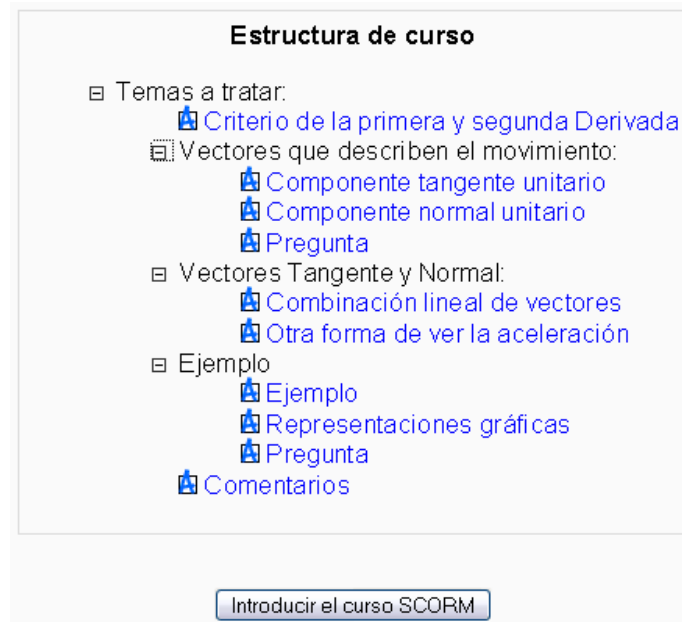 Estructura de curso
Temas a tratar:
Criterio de la primera y segunda Derivada
Vectores que describen el movimiento:
Componente tangente unitario
Componente normal unitario
Pregunta
Vectores Tangente y Normal:
Combinación lineal de vectores
Otra forma de ver la aceleración
Ejemplo
Ejemplo
Representaciones gráficas
Pregunta
Comentarios
Introducir el curso SCORM